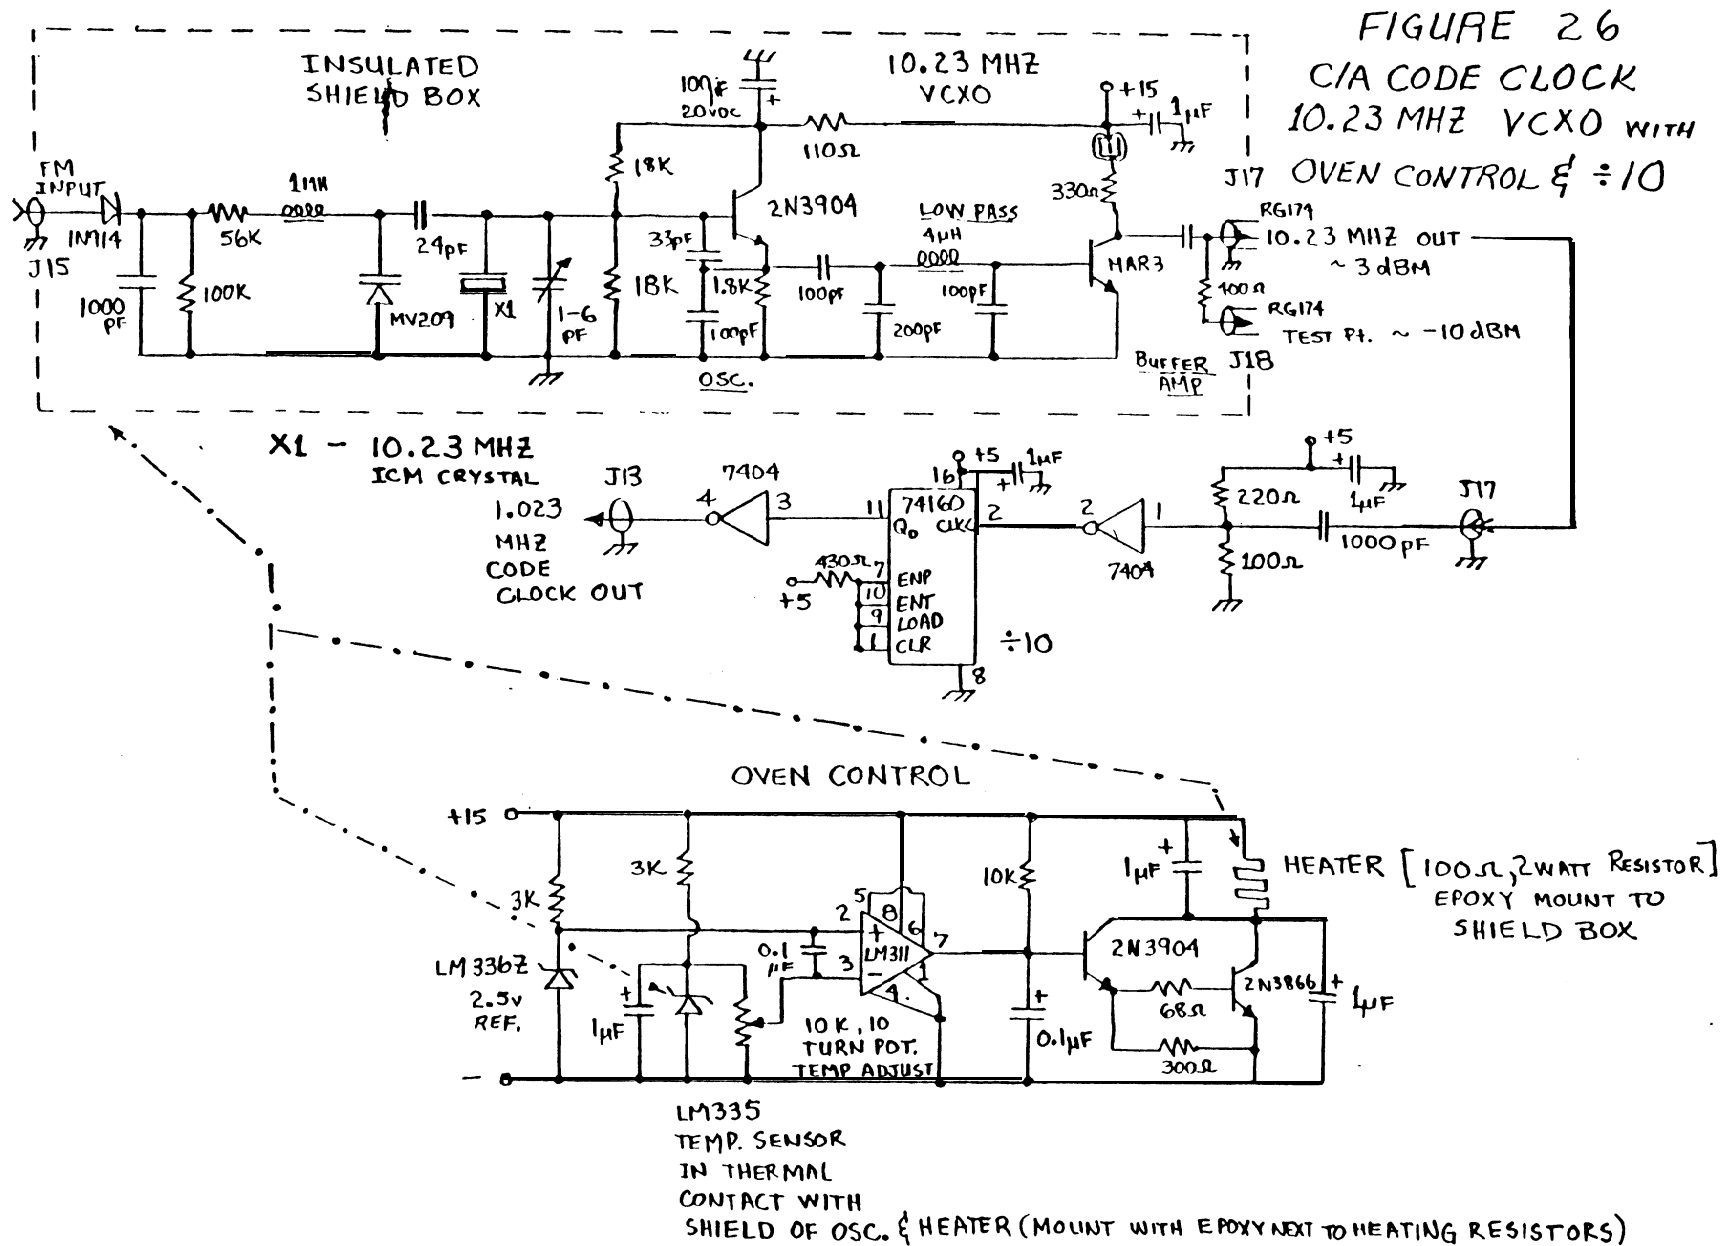 FIGURE 26
C/A CODE CLOCK
10.23 MHZ VCXO WITH
OVEN CONTROL & ÷10
INSULATED
SHIELD BOX
20VDC
+
10.23 MHZ
VCXO
+15
+
1µF
110Ω
18K
FM
INPUT
1N914
J15
56K
1MH
24pF
1000
PF
100K
MV209
X1
1-6
PF
18K
33pF
2N3904
1.8K
100pF
OSC.
100pF
LOW PASS
4µH
200pF
100pF
330Ω
MAR3
BUFFER
AMP
J17
RG174
10.23 MHZ OUT
~ 3 dBM
400Ω
RG174
TEST Pt. ~ -10 dBM
J18
X1 - 10.23 MHZ
ICM CRYSTAL
J13
1.023
MHZ
CODE
CLOCK OUT
7404
4
3
16
+5
+
1µF
11
74160
QD
CLK
2
430Ω
+5
7
ENP
10
ENT
9
LOAD
1
CLR
÷10
8
2
1
7404
+5
+
1µF
220Ω
100Ω
1000pF
J17
OVEN CONTROL
+15
3K
3K
LM336Z
2.5V
REF.
+
1µF
0.1
µF
2
3
+
-
5
8
6
LM311
7
1
4
10K, 10
TURN POT.
TEMP ADJUST
10K
+
0.1µF
+
1µF
2N3904
68Ω
300Ω
2N3866
+
1µF
HEATER [100Ω, 2WATT RESISTOR]
EPOXY MOUNT TO
SHIELD BOX
-
LM335
TEMP. SENSOR
IN THERMAL
CONTACT WITH
SHIELD OF OSC. & HEATER (MOUNT WITH EPOXY NEXT TO HEATING RESISTORS)